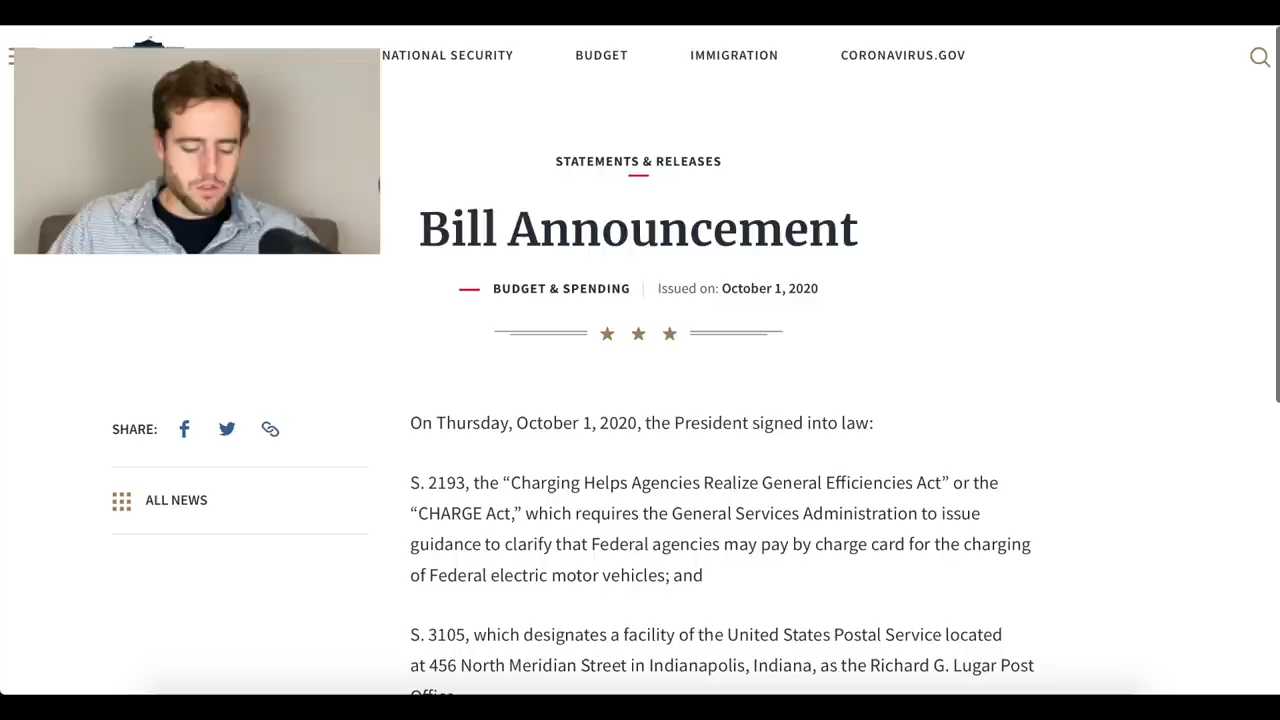 NATIONAL SECURITY BUDGET IMMIGRATION CORONAVIRUS.GOV
STATEMENTS & RELEASES
Bill Announcement
BUDGET & SPENDING Issued on: October 1, 2020
SHARE:
ALL NEWS
On Thursday, October 1, 2020, the President signed into law:
S. 2193, the “Charging Helps Agencies Realize General Efficiencies Act” or the
“CHARGE Act,” which requires the General Services Administration to issue
guidance to clarify that Federal agencies may pay by charge card for the charging
of Federal electric motor vehicles; and
S. 3105, which designates a facility of the United States Postal Service located
at 456 North Meridian Street in Indianapolis, Indiana, as the Richard G. Lugar Post